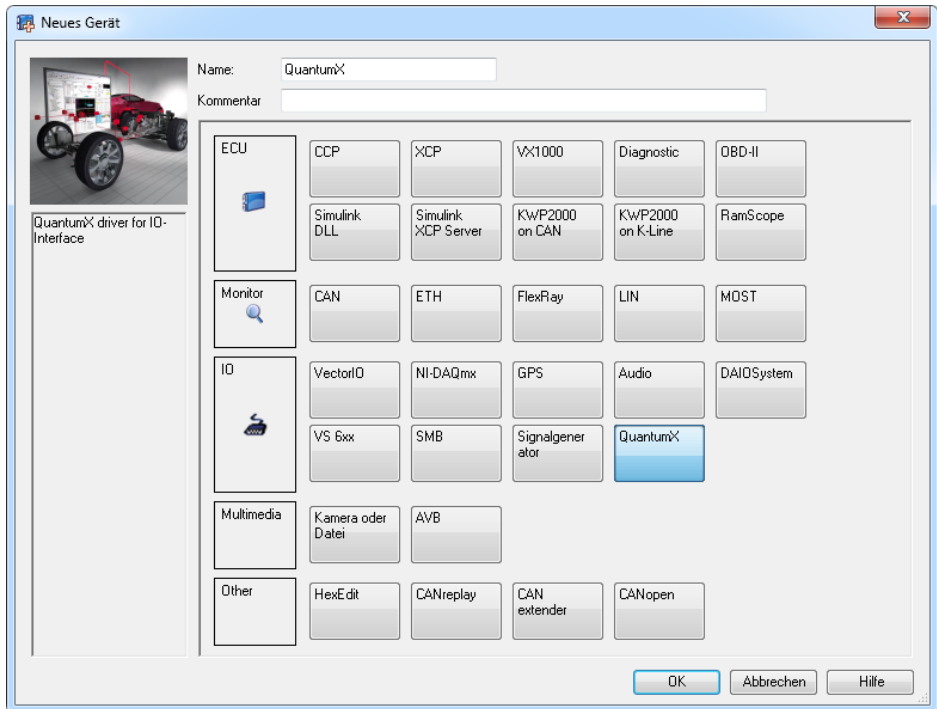 Neues Gerät
Name:
QuantumX
Kommentar
QuantumX driver for IO-
Interface
ECU
CCP
XCP
VX1000
Diagnostic
OBD-II
Simulink
DLL
Simulink
XCP Server
KWP2000
on CAN
KWP2000
on K-Line
RamScope
Monitor
CAN
ETH
FlexRay
LIN
MOST
IO
VectorIO
NI-DAQmx
GPS
Audio
DAIOSystem
VS 6xx
SMB
Signalgener
ator
QuantumX
Multimedia
Kamera oder
Datei
AVB
Other
HexEdit
CANreplay
CAN
extender
CANopen
OK
Abbrechen
Hilfe